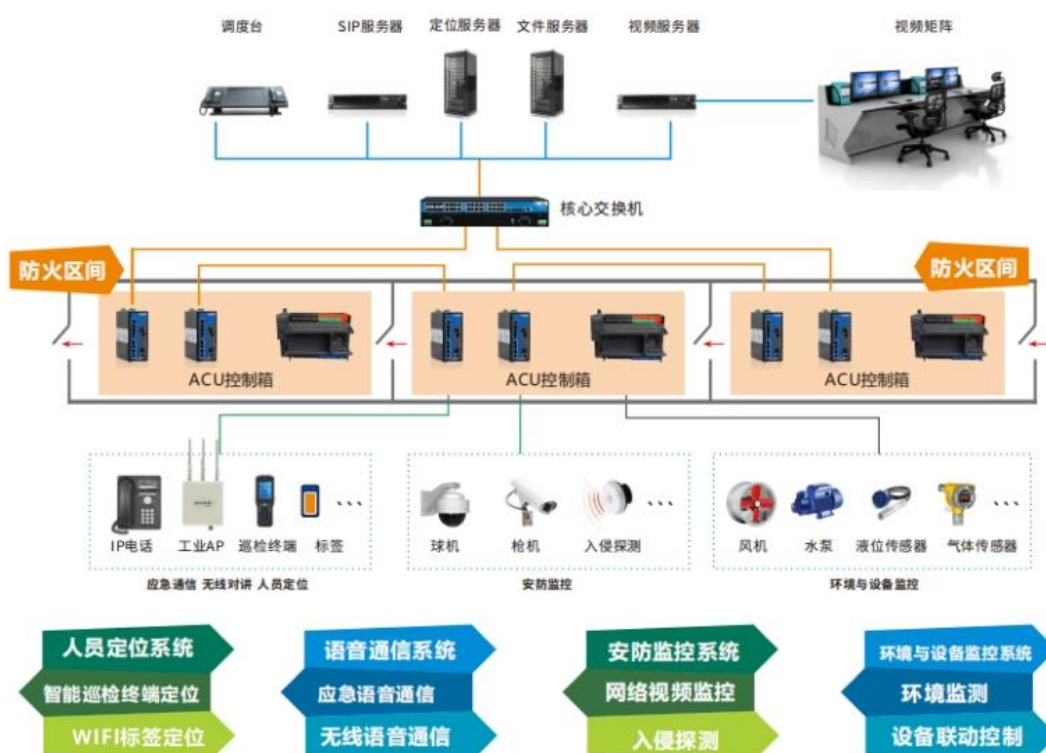 调度台
SIP服务器
定位服务器
文件服务器
视频服务器
视频矩阵
核心交换机
防火区间
防火区间
ACU控制箱
ACU控制箱
ACU控制箱
IP电话
工业AP
巡检终端
标签
球机
枪机
入侵探测
风机
水泵
液位传感器
气体传感器
应急通信 无线对讲 人员定位
安防监控
环境与设备监控
人员定位系统
智能巡检终端定位
WIFI标签定位
语音通信系统
应急语音通信
无线语音通信
安防监控系统
网络视频监控
入侵探测
环境与设备监控系统
环境监测
设备联动控制